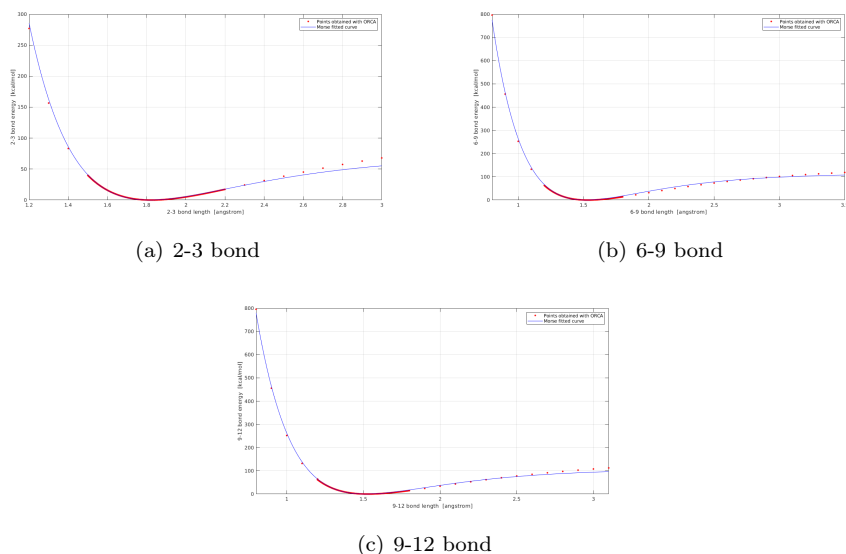 Points obtained with ORCA
Morse fitted curve
2-3 bond energy [kcal/mol]
300
250
200
150
100
50
0
1.2 1.4 1.6 1.8 2 2.2 2.4 2.6 2.8 3
2-3 bond length [angstrom]
(a) 2-3 bond
Points obtained with ORCA
Morse fitted curve
6-9 bond energy [kcal/mol]
800
700
600
500
400
300
200
100
0
1 1.5 2 2.5 3 3.
6-9 bond length [angstrom]
(b) 6-9 bond
Points obtained with ORCA
Morse fitted curve
9-12 bond energy [kcal/mol]
800
700
600
500
400
300
200
100
0
1 1.5 2 2.5 3
9-12 bond length [angstrom]
(c) 9-12 bond